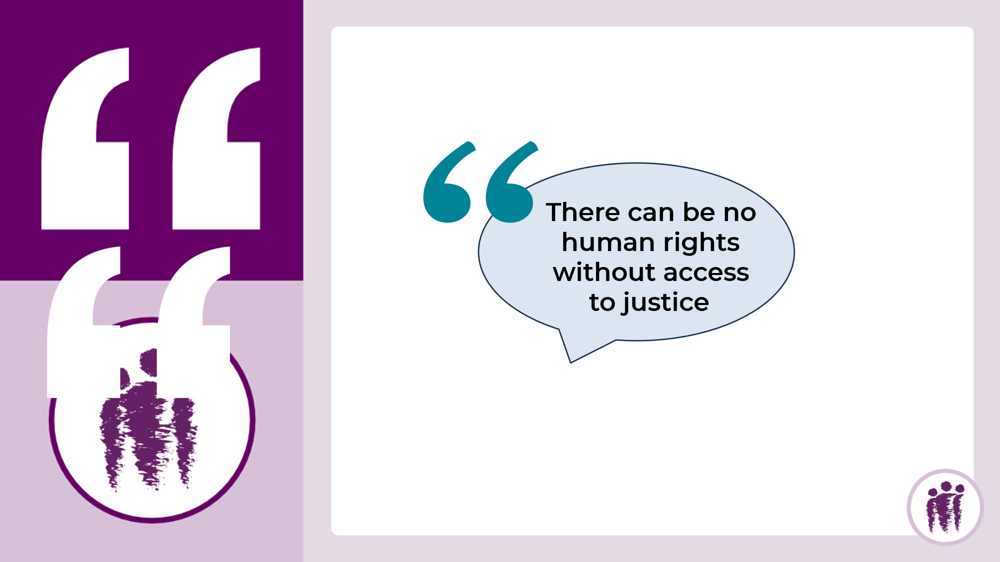 “
There can be no
human rights
without access
to justice